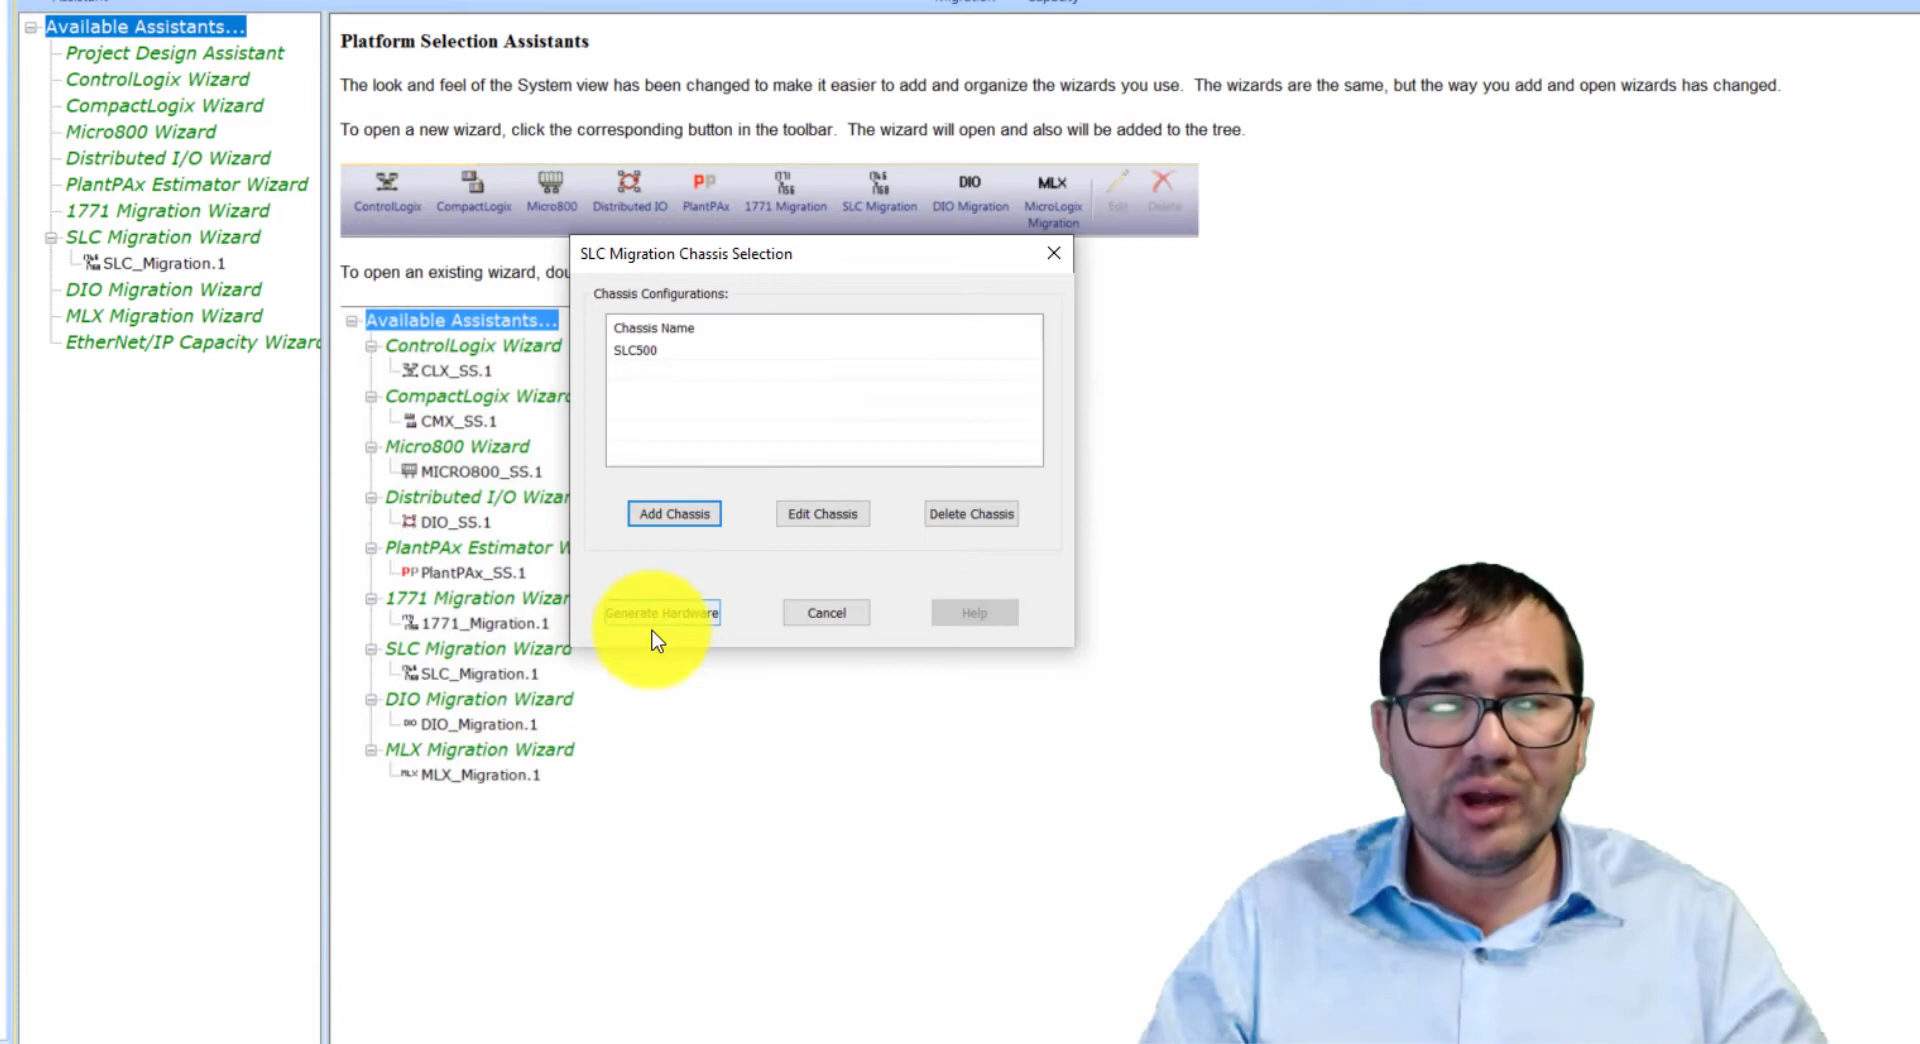 Available Assistants...
Project Design Assistant
ControlLogix Wizard
CompactLogix Wizard
Micro800 Wizard
Distributed I/O Wizard
PlantPAx Estimator Wizard
1771 Migration Wizard
SLC Migration Wizard
SLC_Migration.1
DIO Migration Wizard
MLX Migration Wizard
EtherNet/IP Capacity Wizard
Platform Selection Assistants
The look and feel of the System view has been changed to make it easier to add and organize the wizards you use. The wizards are the same, but the way you add and open wizards has changed.
To open a new wizard, click the corresponding button in the toolbar. The wizard will open and also will be added to the tree.
PP DIO MLX
ControlLogix CompactLogix Micro800 Distributed IO PlantPAx 1771 Migration SLC Migration DIO Migration MicroLogix Migration Edit Delete
To open an existing wizard, dou
Available Assistants...
ControlLogix Wizard
CLX_SS.1
CompactLogix Wizard
CMX_SS.1
Micro800 Wizard
MICRO800_SS.1
Distributed I/O Wizar
DIO_SS.1
PlantPAx Estimator W
PP PlantPAx_SS.1
1771 Migration Wizar
1771_Migration.1
SLC Migration Wizard
SLC_Migration.1
DIO Migration Wizard
DIO DIO_Migration.1
MLX Migration Wizard
MLX MLX_Migration.1
SLC Migration Chassis Selection
Chassis Configurations:
Chassis Name
SLC500
Add Chassis Edit Chassis Delete Chassis
Generate Hardware Cancel Help